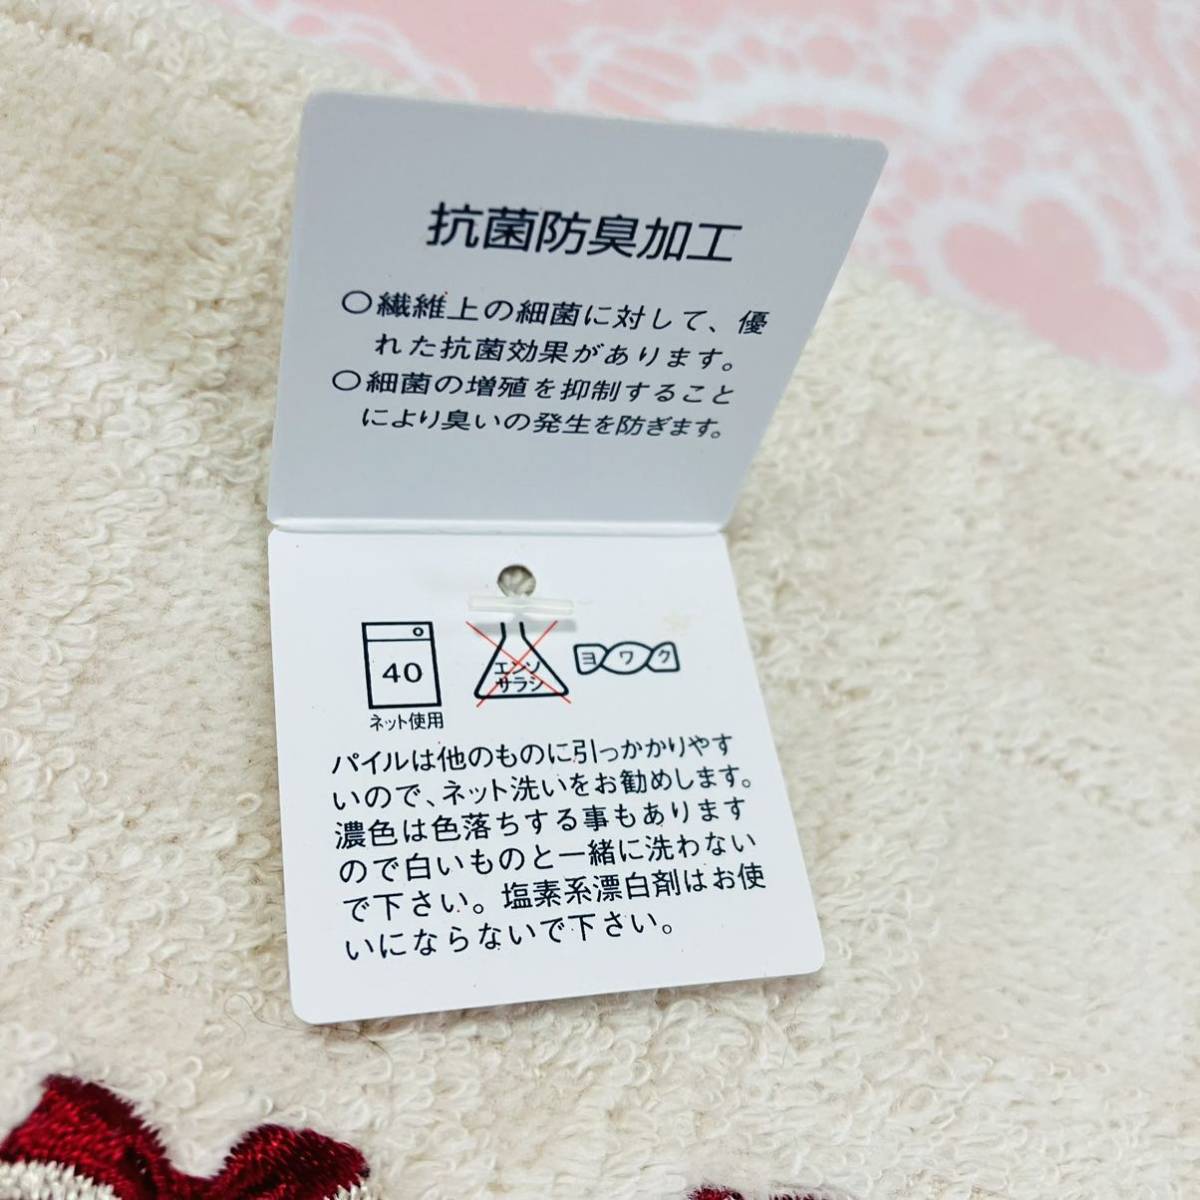 抗菌防臭加工
○繊維上の細菌に対して、優
れた抗菌効果があります。
○細菌の増殖を抑制すること
により臭いの発生を防ぎます。
40
ネット使用
エンソ
サラシ
ヨワク
パイルは他のものに引っかかりやす
いので、ネット洗いをお勧めします。
濃色は色落ちする事もあります
ので白いものと一緒に洗わない
で下さい。塩素系漂白剤はお使
いにならないで下さい。